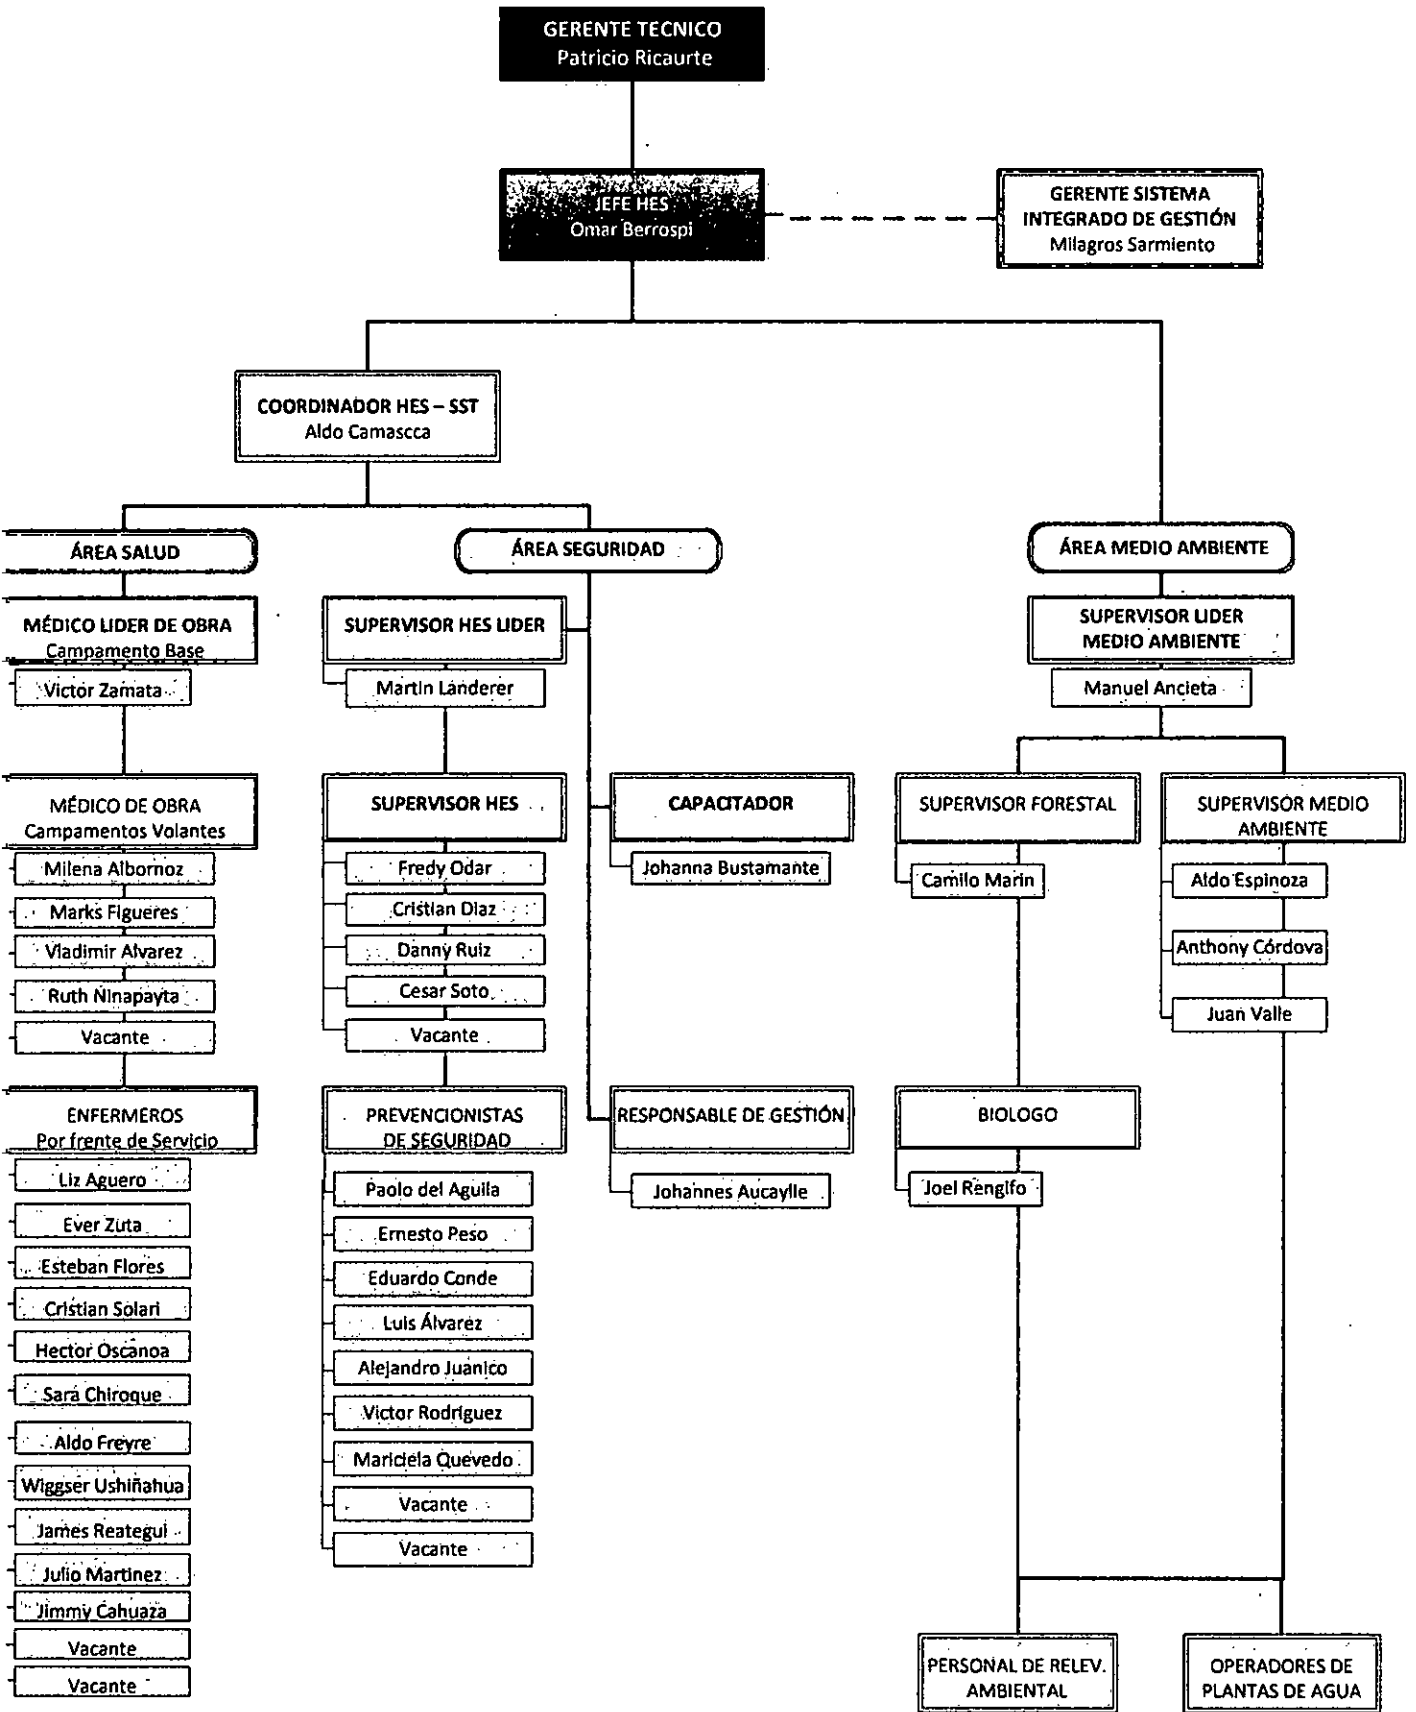 GERENTE TECNICO
Patricio Ricaurte
JEFE HES
Omar Berrospi
GERENTE SISTEMA
INTEGRADO DE GESTIÓN
Milagros Sarmiento
COORDINADOR HES – SST
Aldo Camascca
ÁREA SALUD
MÉDICO LIDER DE OBRA
Campamento Base
Victor Zamata
MÉDICO DE OBRA
Campamentos Volantes
Milena Albornoz
Marks Figueres
Vladimir Alvarez
Ruth Ninapayta
Vacante
ENFERMEROS
Por frente de Servicio
Liz Aguero
Ever Zuta
Esteban Flores
Cristian Solari
Hector Oscanoa
Sara Chiroque
Aldo Freyre
Wiggser Ushiñahua
James Reategui
Julio Martinez
Jimmy Cahuaza
Vacante
Vacante
ÁREA SEGURIDAD
SUPERVISOR HES LIDER
Martin Landerer
SUPERVISOR HES
Fredy Odar
Cristian Diaz
Danny Ruiz
Cesar Soto
Vacante
PREVENCIONISTAS
DE SEGURIDAD
Paolo del Aguila
Ernesto Peso
Eduardo Conde
Luis Álvarez
Alejandro Juanico
Victor Rodríguez
Mariciela Quevedo
Vacante
Vacante
CAPACITADOR
Johanna Bustamante
RESPONSABLE DE GESTIÓN
Johannes Aucaylle
ÁREA MEDIO AMBIENTE
SUPERVISOR LIDER
MEDIO AMBIENTE
Manuel Ancieta
SUPERVISOR FORESTAL
Camilo Marin
BIOLOGO
Joel Rengifo
SUPERVISOR MEDIO
AMBIENTE
Aldo Espinoza
Anthony Córdova
Juan Valle
PERSONAL DE RELEV.
AMBIENTAL
OPERADORES DE
PLANTAS DE AGUA